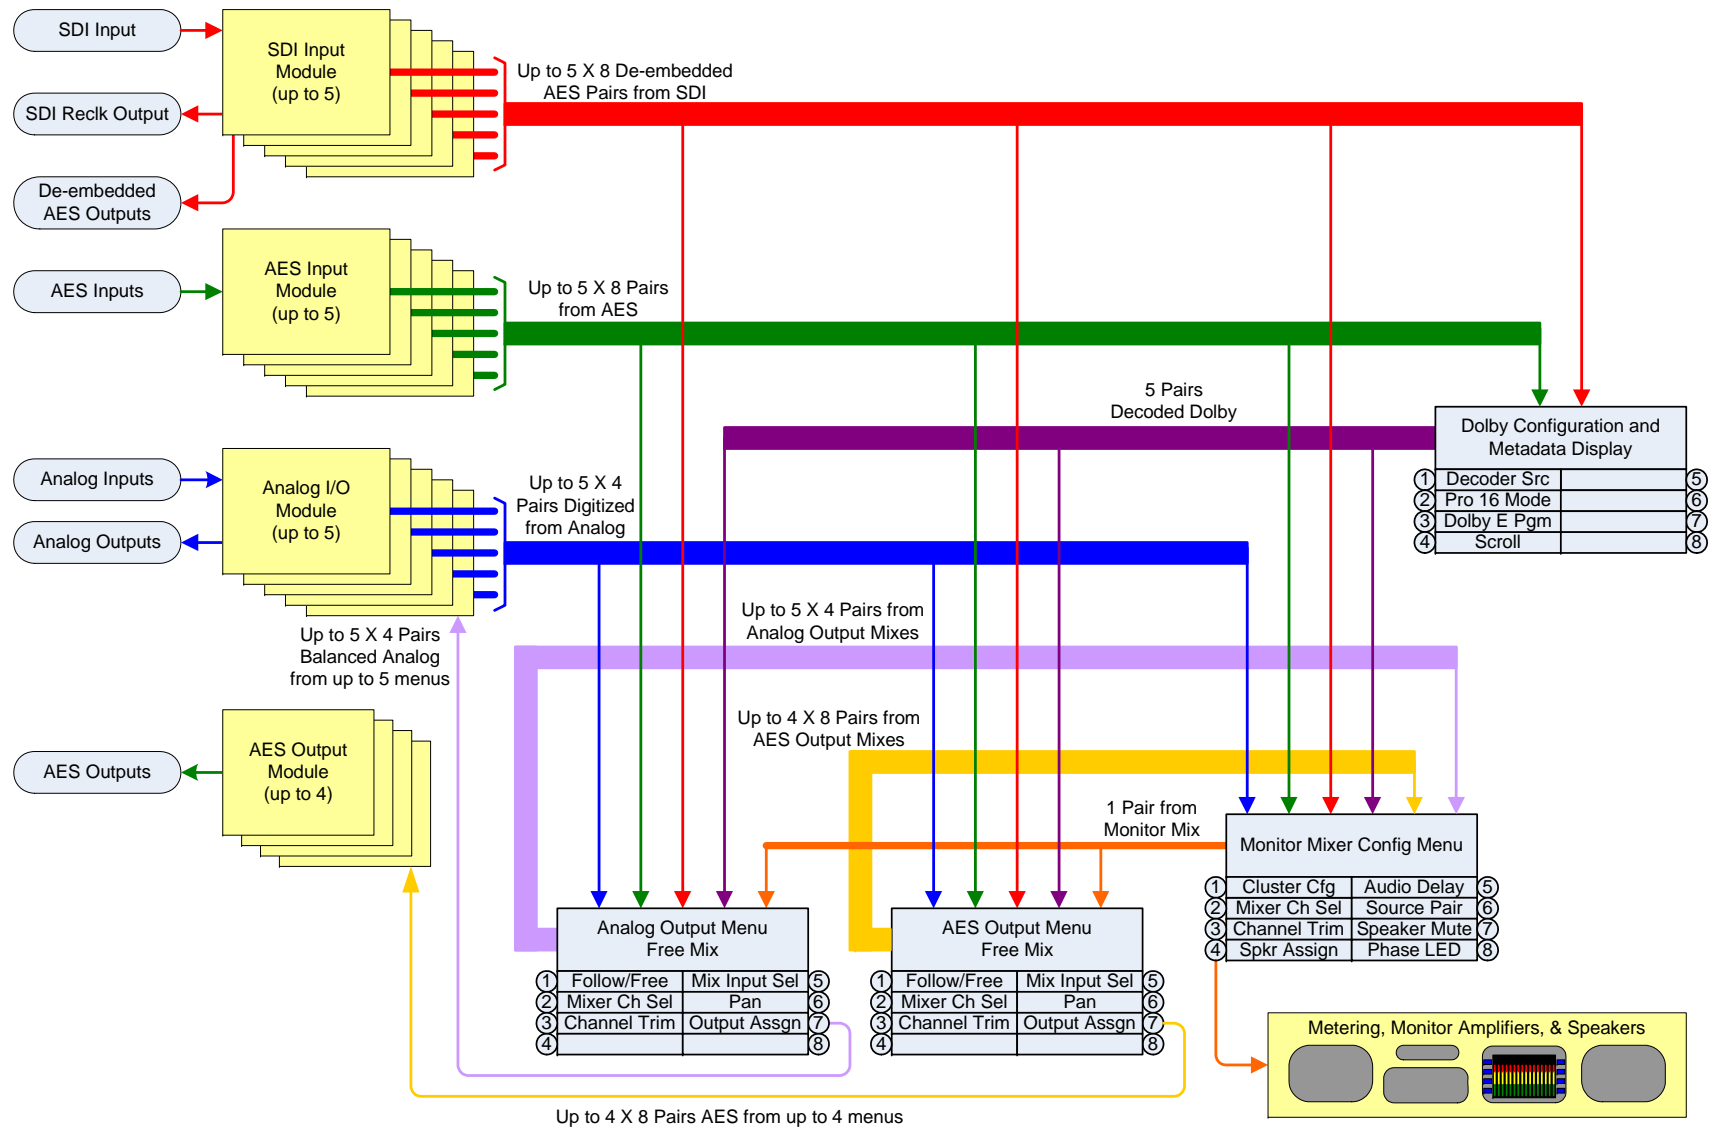 SDI Input
SDI Reclk Output
De-embedded
AES Outputs
SDI Input
Module
(up to 5)
Up to 5 X 8 De-embedded
AES Pairs from SDI
AES Inputs
AES Input
Module
(up to 5)
Up to 5 X 8 Pairs
from AES
5 Pairs
Decoded Dolby
Dolby Configuration and
Metadata Display
1 Decoder Src 5
2 Pro 16 Mode 6
3 Dolby E Pgm 7
4 Scroll 8
Analog Inputs
Analog Outputs
Analog I/O
Module
(up to 5)
Up to 5 X 4
Pairs Digitized
from Analog
Up to 5 X 4 Pairs
Balanced Analog
from up to 5 menus
Up to 5 X 4 Pairs from
Analog Output Mixes
Up to 4 X 8 Pairs from
AES Output Mixes
AES Outputs
AES Output
Module
(up to 4)
1 Pair from
Monitor Mix
Monitor Mixer Config Menu
1 Cluster Cfg Audio Delay 5
2 Mixer Ch Sel Source Pair 6
3 Channel Trim Speaker Mute 7
4 Spkr Assign Phase LED 8
Analog Output Menu
Free Mix
1 Follow/Free Mix Input Sel 5
2 Mixer Ch Sel Pan 6
3 Channel Trim Output Assgn 7
4 8
AES Output Menu
Free Mix
1 Follow/Free Mix Input Sel 5
2 Mixer Ch Sel Pan 6
3 Channel Trim Output Assgn 7
4 8
Metering, Monitor Amplifiers, & Speakers
Up to 4 X 8 Pairs AES from up to 4 menus